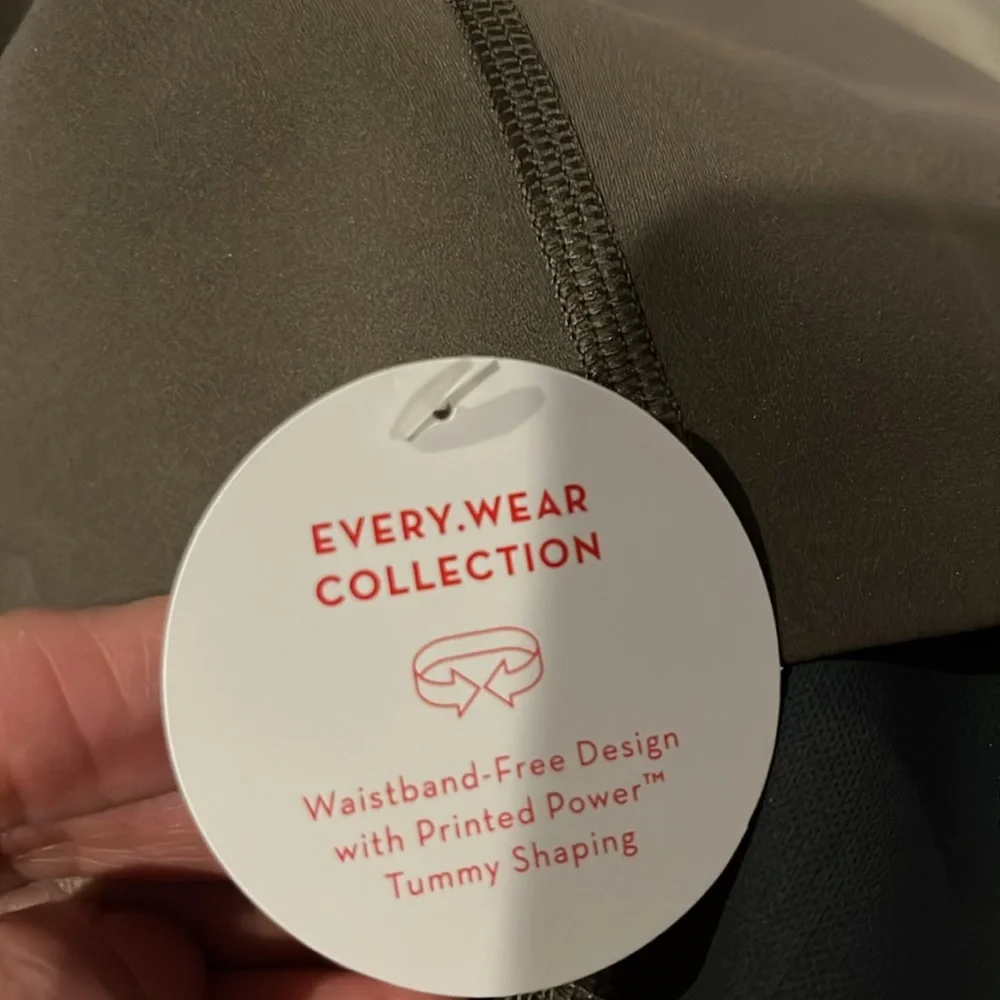 EVERY.WEAR
COLLECTION
Waistband-Free Design
with Printed Power™
Tummy Shaping